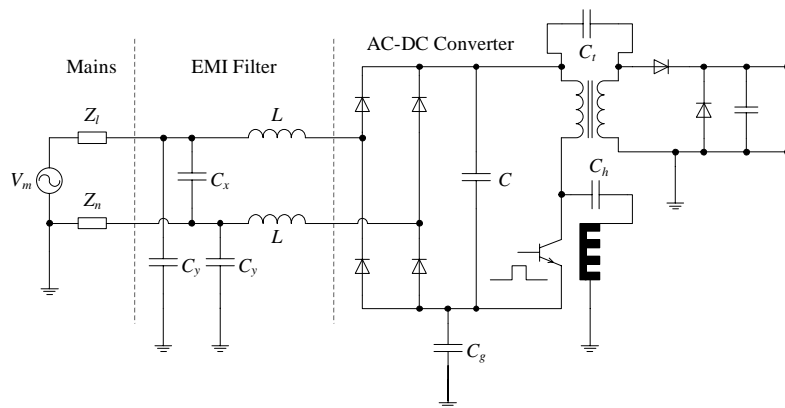 AC-DC Converter
Mains
EMI Filter
C_t
Z_l
L
V_m
C_x
C
C_h
Z_n
L
C_y
C_y
C_g